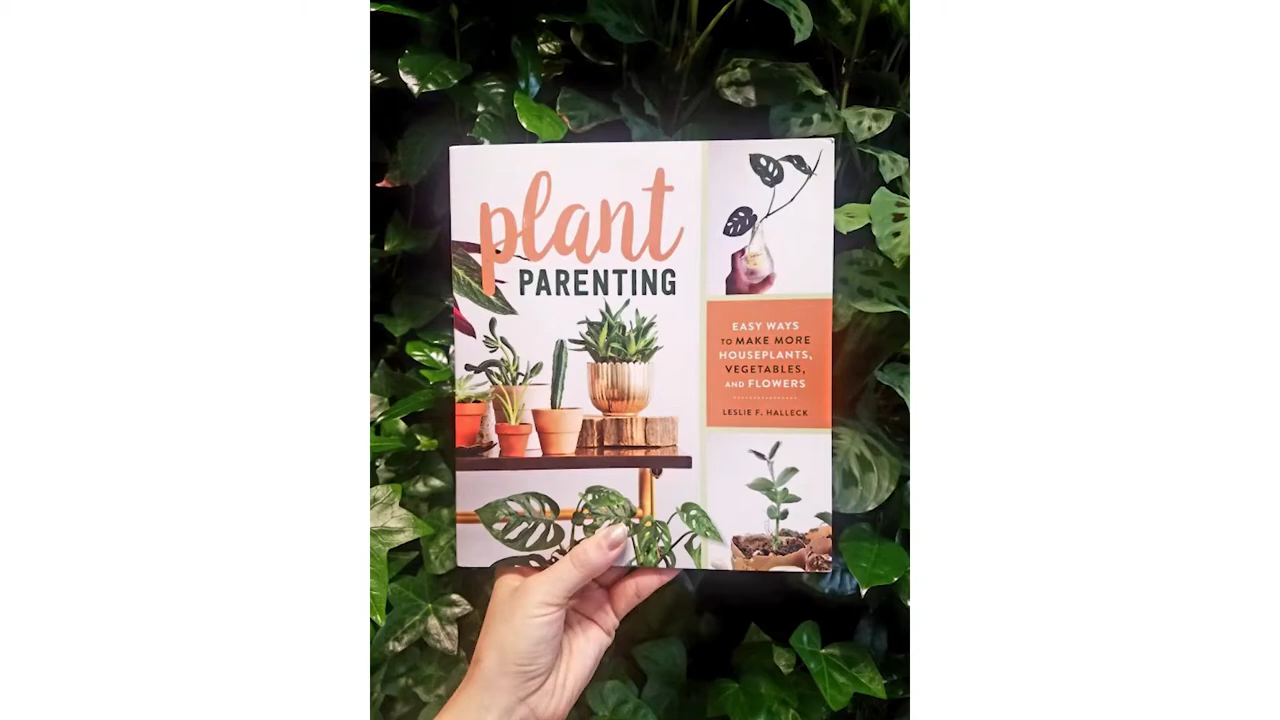 plant
PARENTING
EASY WAYS
TO MAKE MORE
HOUSEPLANTS,
VEGETABLES,
AND FLOWERS
LESLIE F. HALLECK